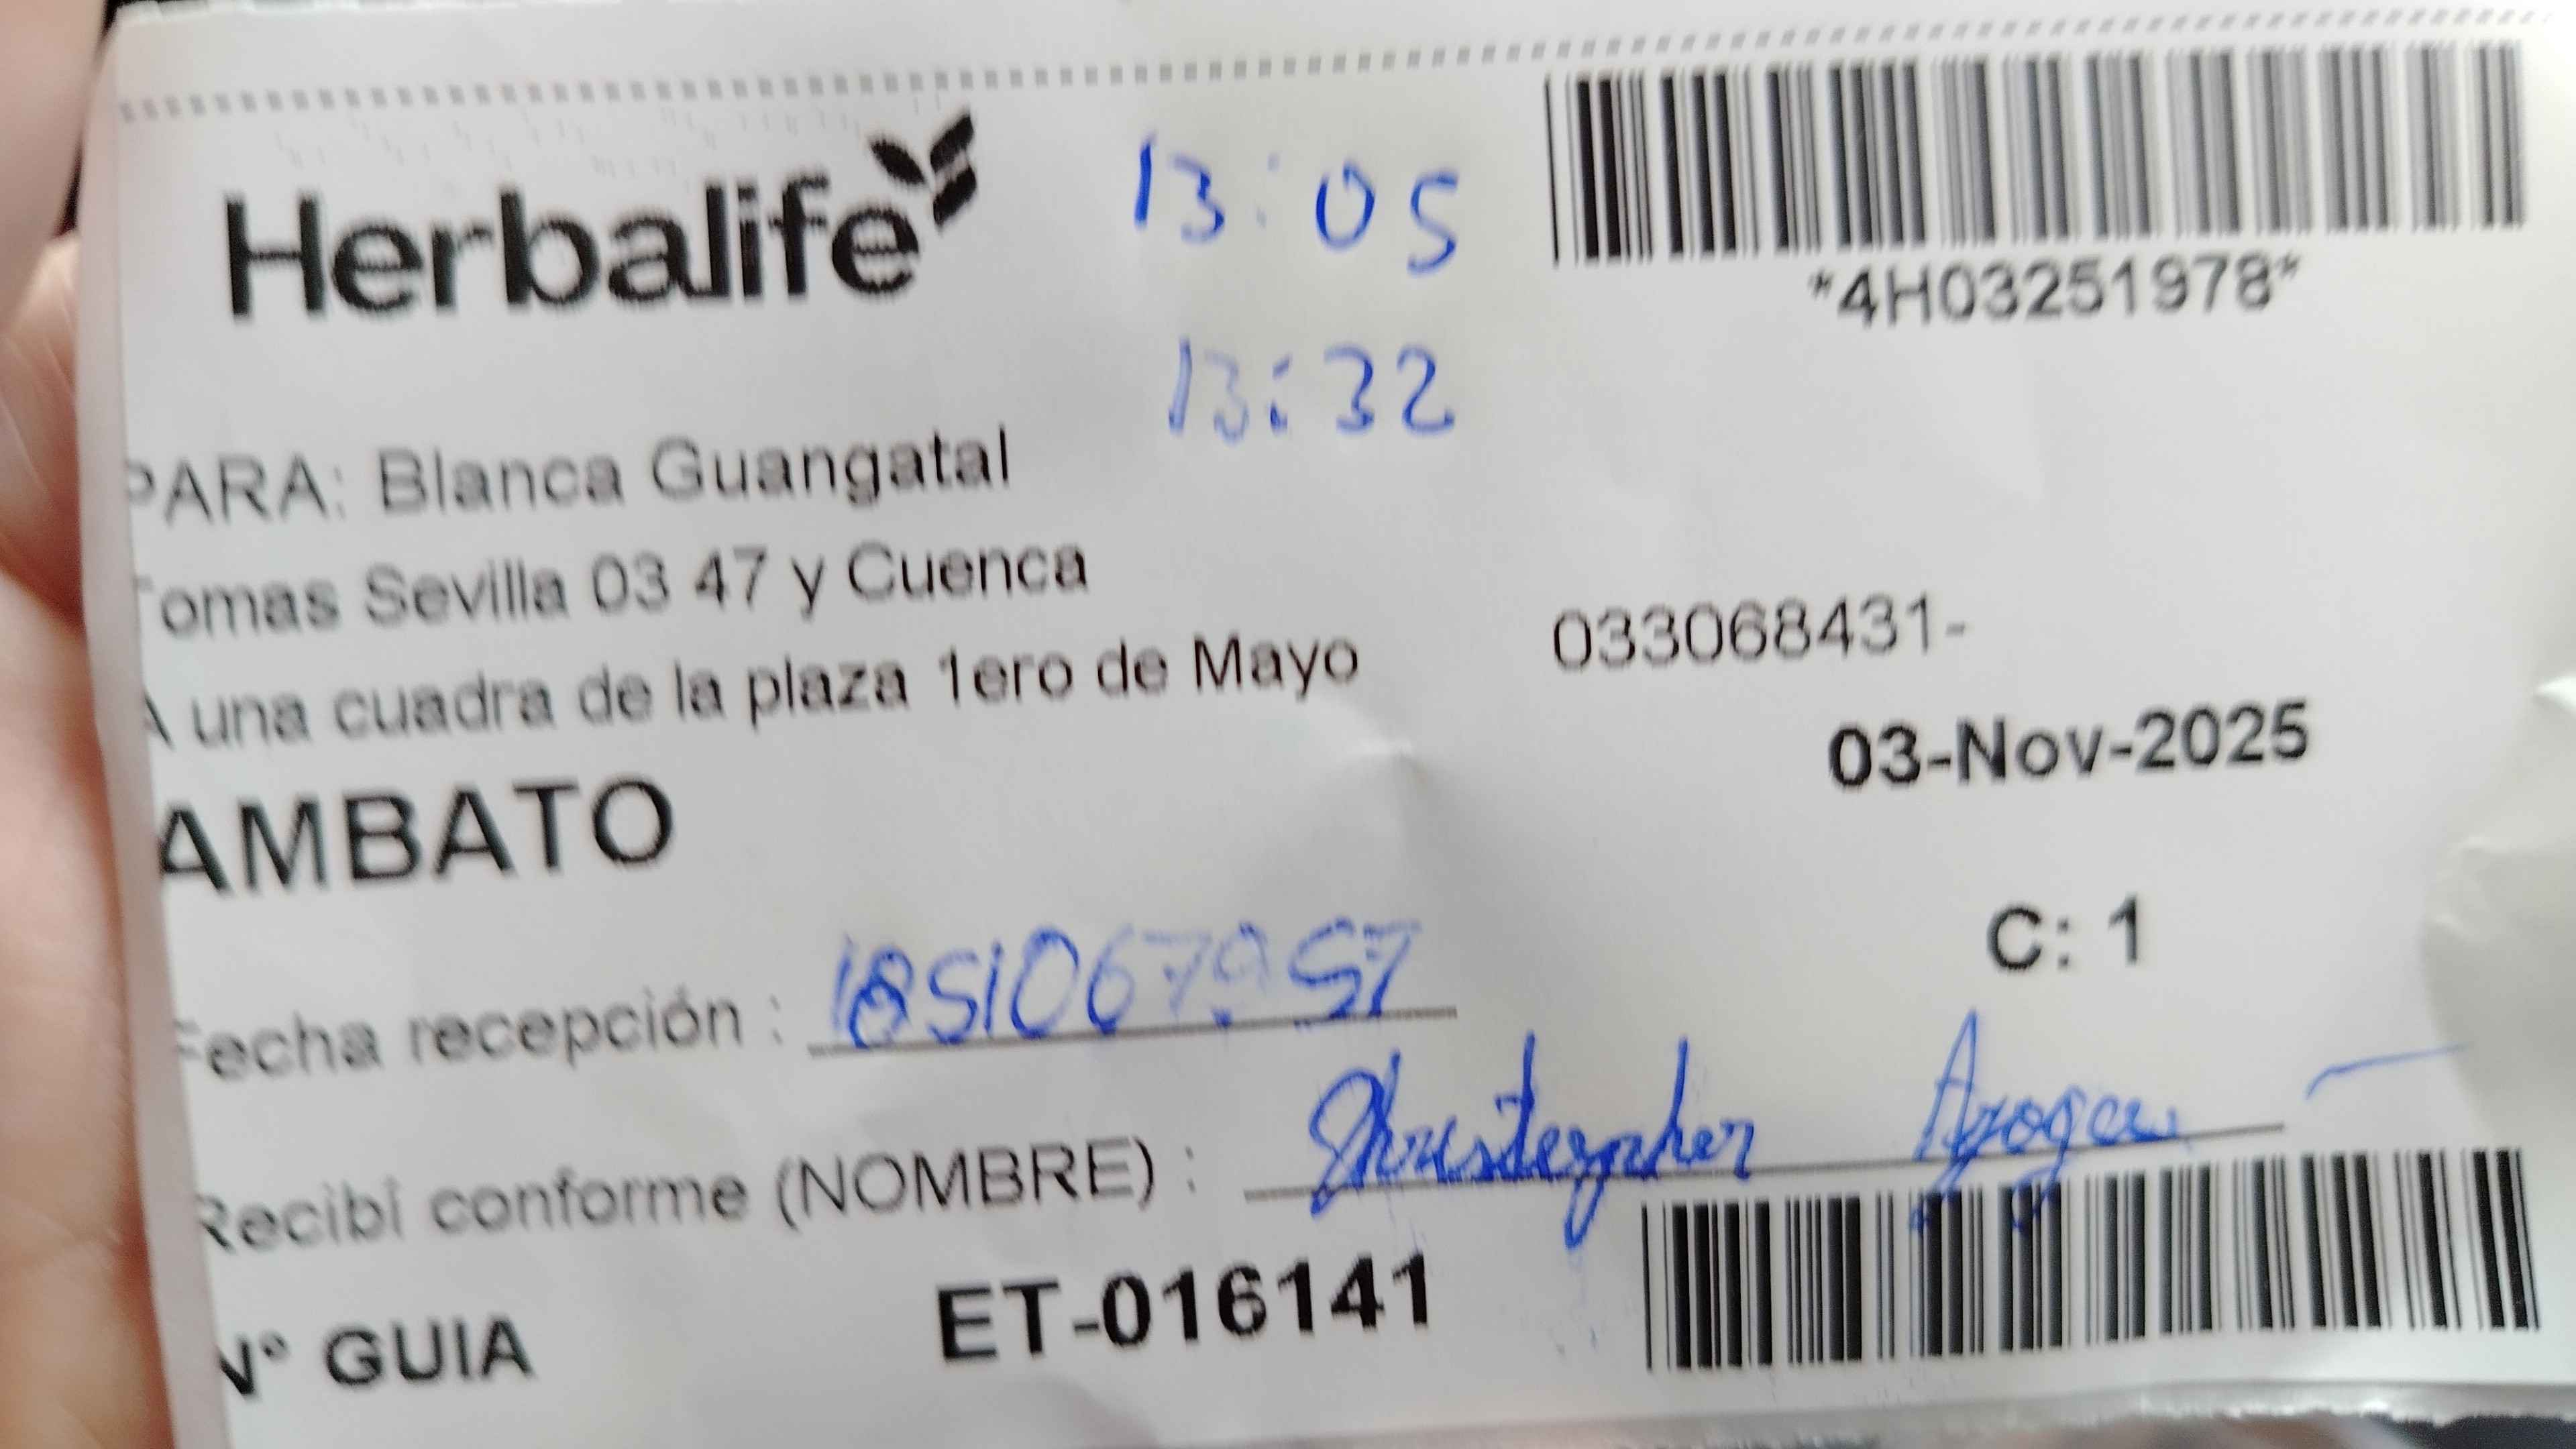 Herbalife
13:05
*4H03251978*
13:32
PARA: Blanca Guangatal
Tomas Sevilla 03 47 y Cuenca
A una cuadra de la plaza 1ero de Mayo
033068431-
03-Nov-2025
AMBATO
C: 1
Fecha recepción : 1851067957
Recibí conforme (NOMBRE) : Christopher
N° GUIA ET-016141